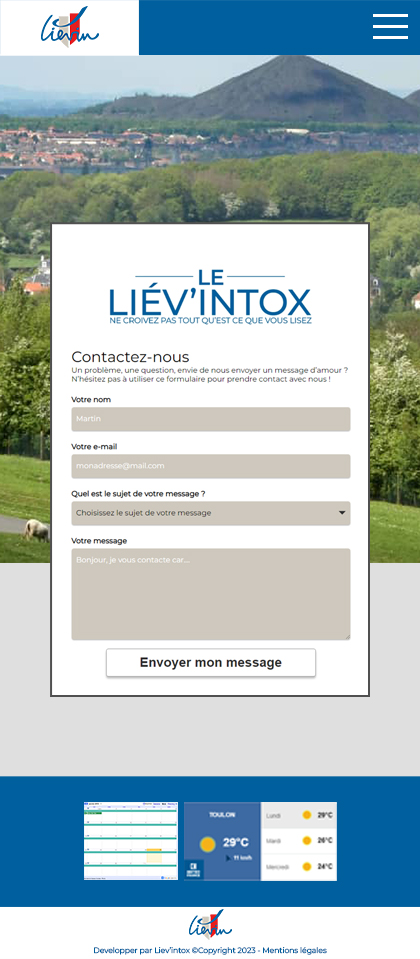 Liévin
LE
LIÉV'INTOX
NE CROIVEZ PAS TOUT QU'EST CE QUE VOUS LISEZ
Contactez-nous
Un problème, une question, envie de nous envoyer un message d'amour ?
N'hésitez pas à utiliser ce formulaire pour prendre contact avec nous !
Votre nom
Martin
Votre e-mail
monadresse@mail.com
Quel est le sujet de votre message ?
Choisissez le sujet de votre message
Votre message
Bonjour, je vous contacte car...
Envoyer mon message
TOULON
29°C
11 km/h
METEO
FRANCE
Lundi 29°C
Mardi 26°C
Mercredi 24°C
Liévin
Developper par Liev'intox ©Copyright 2023 - Mentions légales